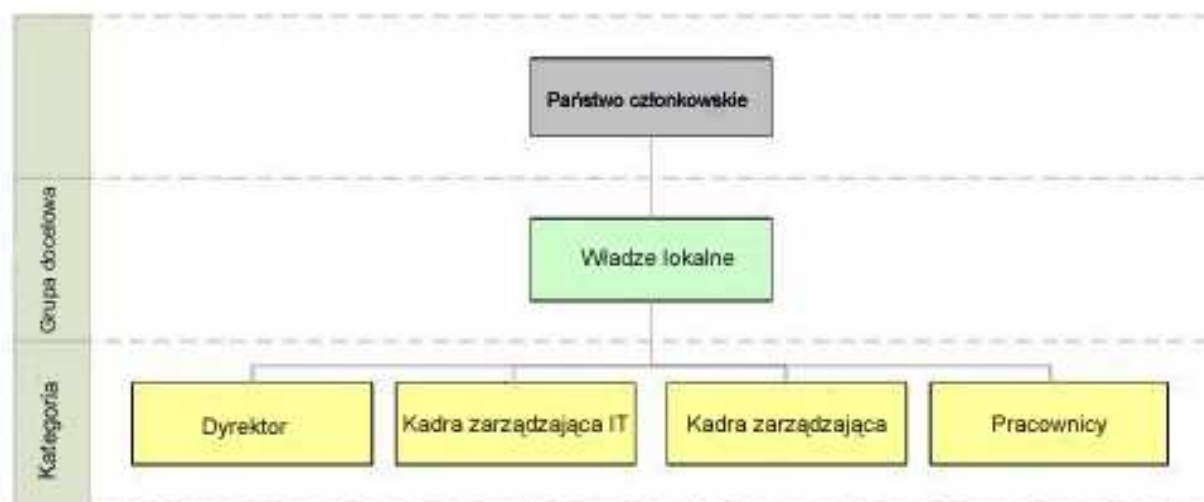 Państwo członkowskie
Grupa docelowa
Władze lokalne
Kategoria
Dyrektor
Kadra zarządzająca IT
Kadra zarządzająca
Pracownicy